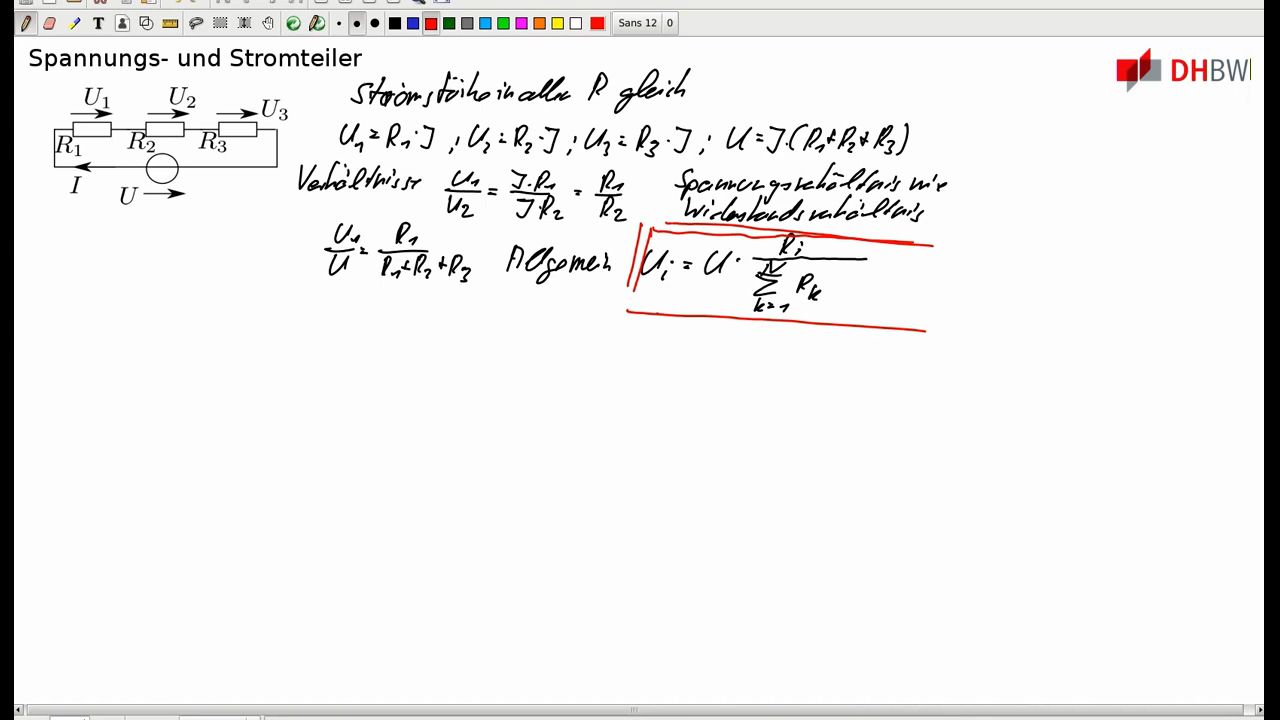 Sans 12 0
Spannungs- und Stromteiler
DHBW
U1 U2 U3
R1 R2 R3
I U
Stromstärke in allen R gleich
U1 = R1·I ; U2 = R2·I ; U3 = R3·I ; U = I·(R1+R2+R3)
Verhältnisse U1/U2 = I·R1/I·R2 = R1/R2 Spannungsverhältnis wie
Widerstandsverhältnis
U1/U = R1/R1+R2+R3 Allgemein Ui = U · Ri/∑k=1N Rk